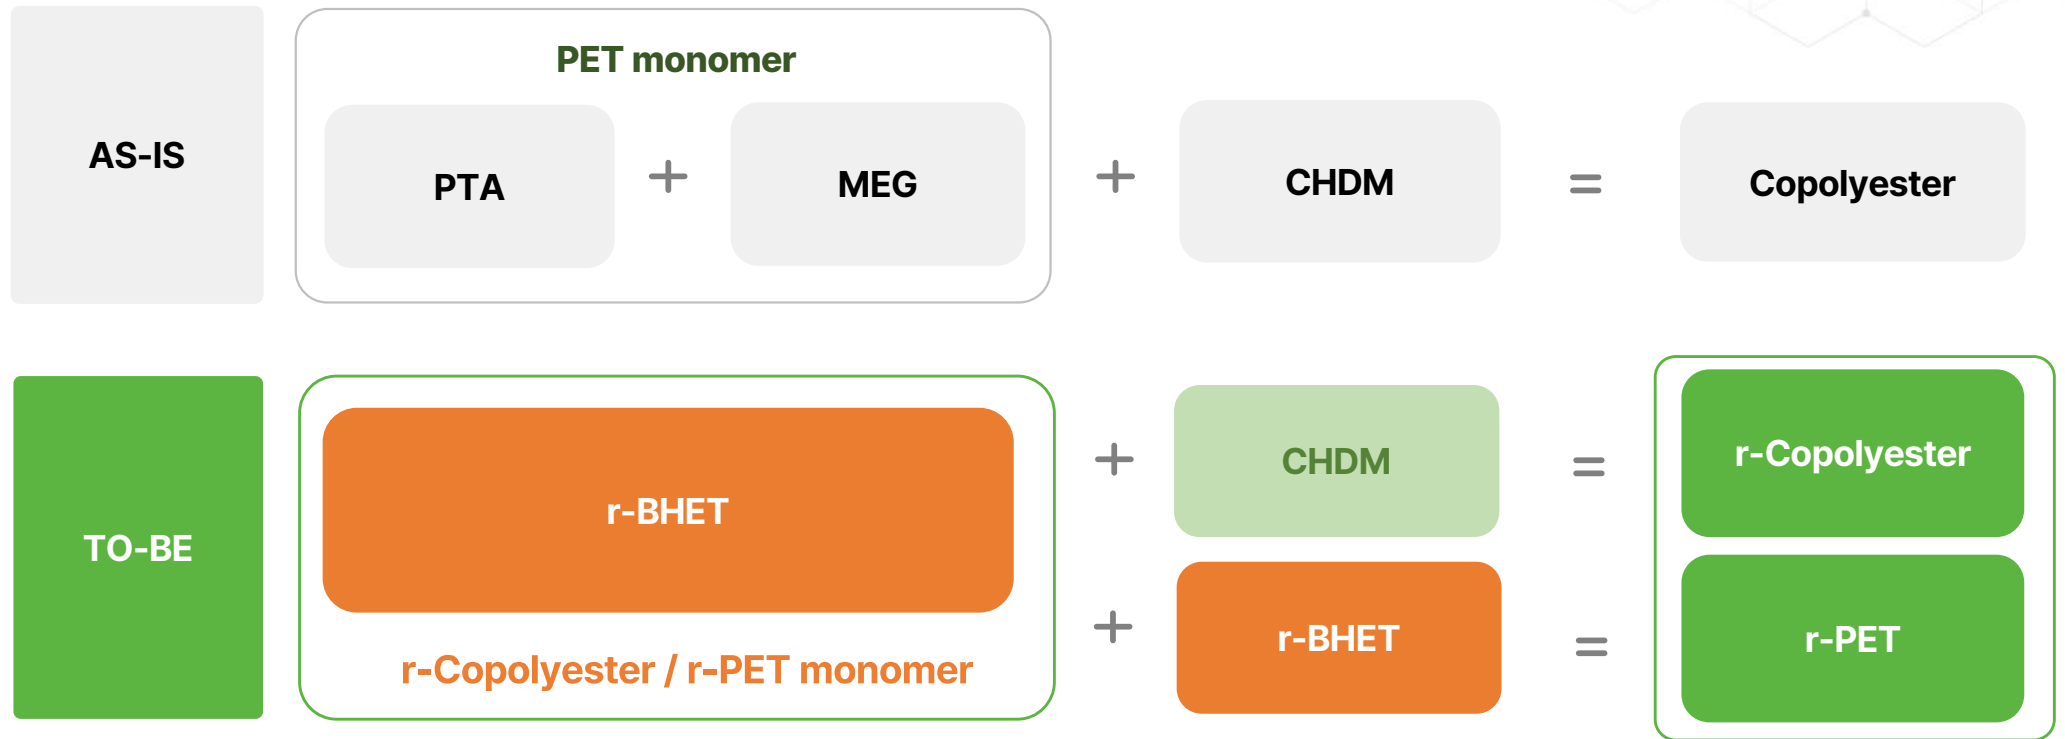 AS-IS
PET monomer
PTA
+
MEG
+
CHDM
=
Copolyester
TO-BE
r-BHET
r-Copolyester / r-PET monomer
+
CHDM
=
r-Copolyester
+
r-BHET
=
r-PET